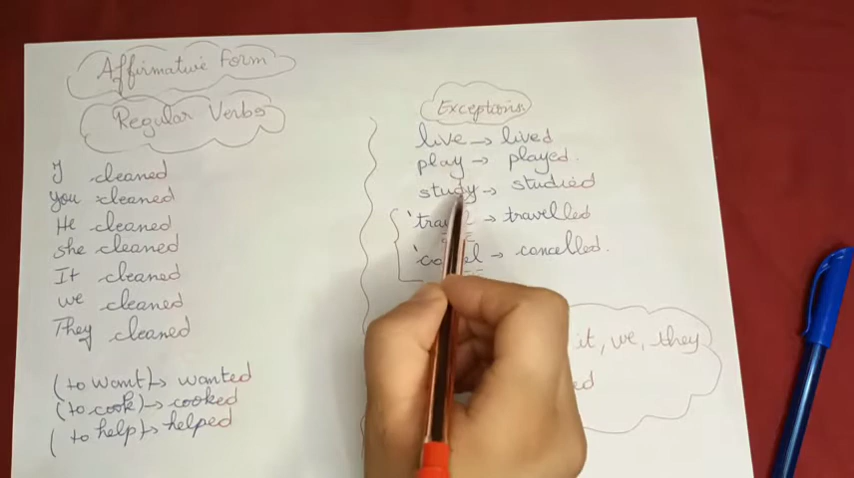 Affirmative Form
Regular Verbs
I cleaned
You cleaned
He cleaned
she cleaned
It cleaned
we cleaned
They cleaned
(to want) → wanted
(to cook) → cooked
(to help) → helped
Exceptions
live → lived
play → played.
study → studied
→ travelled
→ cancelled.
it, we, they